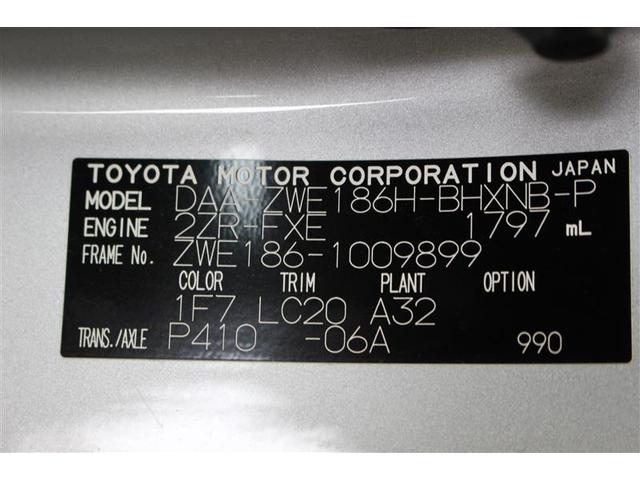 TOYOTA MOTOR CORPORATION JAPAN
MODEL DAA-ZWE186H-BHXNB-P
ENGINE 2ZR-FXE 1797 mL
FRAME No. ZWE186-1009899
COLOR TRIM PLANT OPTION
1F7 LC20 A32
TRANS./AXLE P410 -06A 990